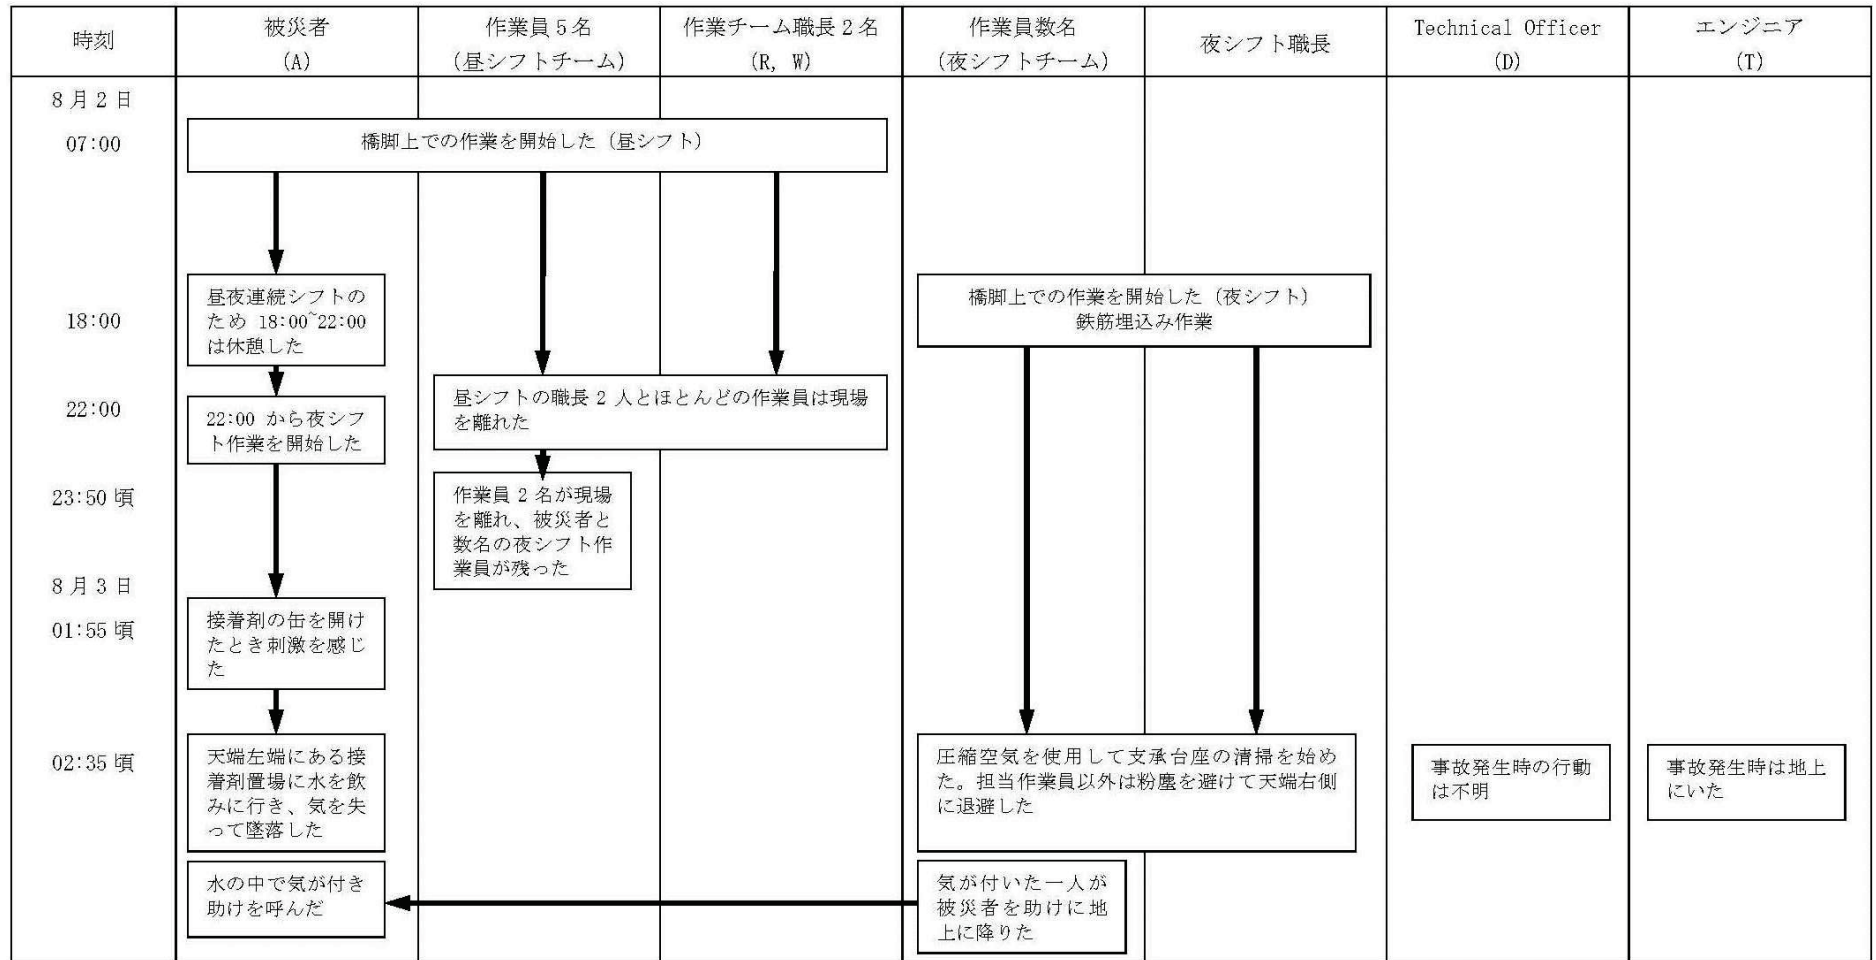 時刻
被災者
(A)
作業員5名
(昼シフトチーム)
作業チーム職長2名
(R, W)
作業員数名
(夜シフトチーム)
夜シフト職長
Technical Officer
(D)
エンジニア
(T)
8月2日
07:00
橋脚上での作業を開始した(昼シフト)
18:00
昼夜連続シフトの
ため 18:00~22:00
は休憩した
橋脚上での作業を開始した(夜シフト)
鉄筋埋込み作業
22:00
22:00 から夜シフ
ト作業を開始した
昼シフトの職長 2 人とほとんどの作業員は現場
を離れた
23:50 頃
作業員 2 名が現場
を離れ、被災者と
数名の夜シフト作
業員が残った
8月3日
01:55 頃
接着剤の缶を開け
たとき刺激を感じ
た
02:35 頃
天端左端にある接
着剤置場に水を飲
みに行き、気を失
って墜落した
圧縮空気を使用して支承台座の清掃を始め
た。担当作業員以外は粉塵を避けて天端右側
に退避した
事故発生時の行動
は不明
事故発生時は地上
にいた
水の中で気が付き
助けを呼んだ
気が付いた一人が
被災者を助けに地
上に降りた